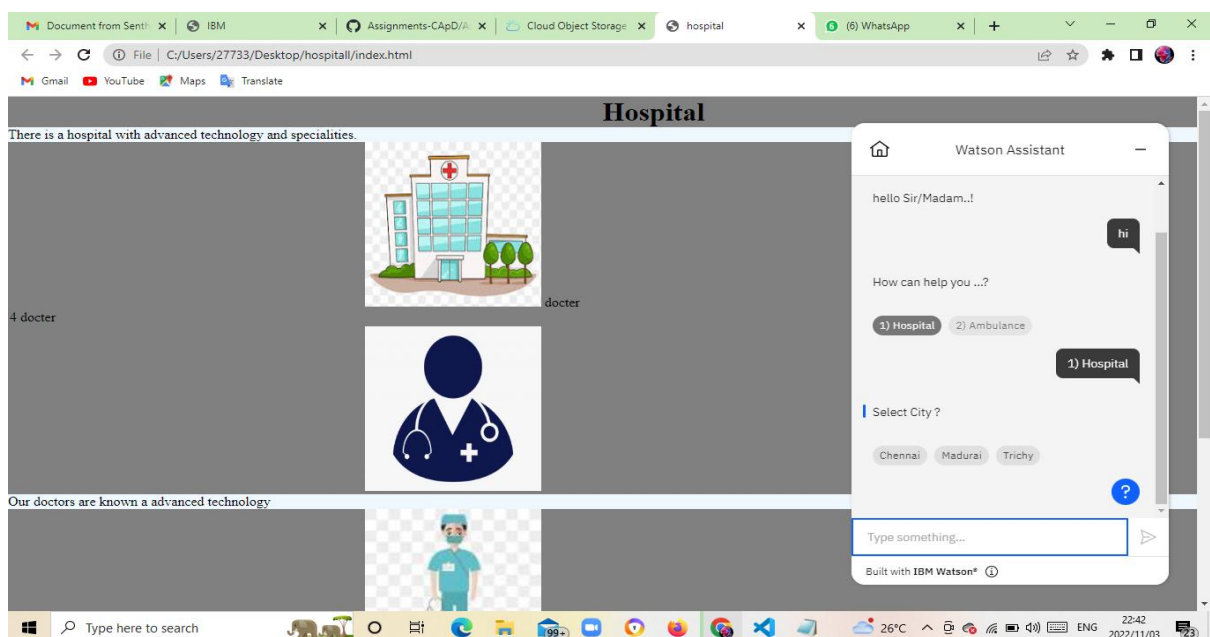 Document from Senth
IBM
Assignments-CApD/A
Cloud Object Storage
hospital
(6) WhatsApp
File | C:/Users/27733/Desktop/hospitall/index.html
Gmail
YouTube
Maps
Translate
Hospital
There is a hospital with advanced technology and specialities.
docter
4 docter
Our doctors are known a advanced technology
Watson Assistant
hello Sir/Madam..!
hi
How can help you ...?
1) Hospital
2) Ambulance
1) Hospital
Select City ?
Chennai
Madurai
Trichy
?
Type something...
Built with IBM Watson®
Type here to search
99+
26°C
ENG
22:42
23